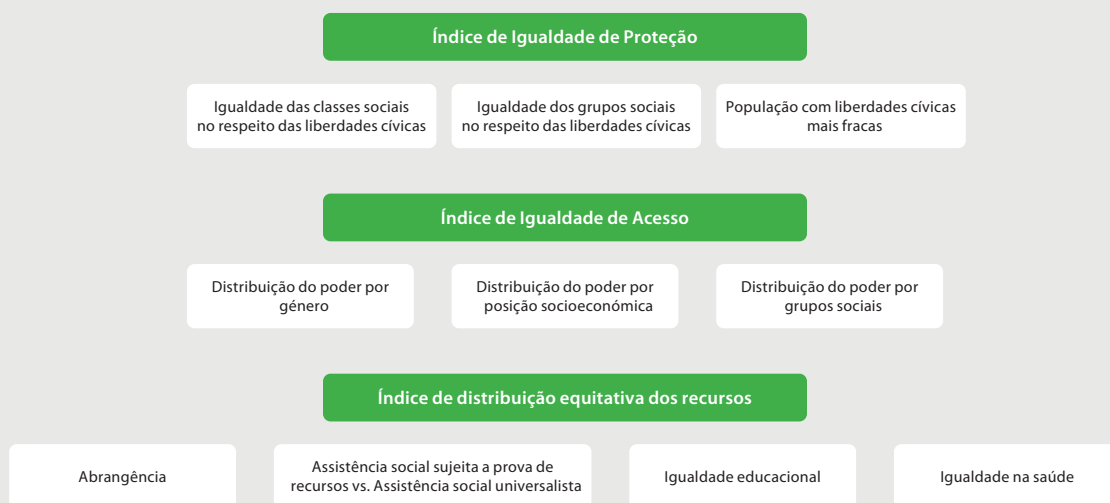 Índice de Igualdade de Proteção
Igualdade das classes sociais
no respeito das liberdades cívicas
Igualdade dos grupos sociais
no respeito das liberdades cívicas
População com liberdades cívicas
mais fracas
Índice de Igualdade de Acesso
Distribuição do poder por
género
Distribuição do poder por
posição socioeconómica
Distribuição do poder por
grupos sociais
Índice de distribuição equitativa dos recursos
Abrangência
Assistência social sujeita a prova de
recursos vs. Assistência social universalista
Igualdade educacional
Igualdade na saúde